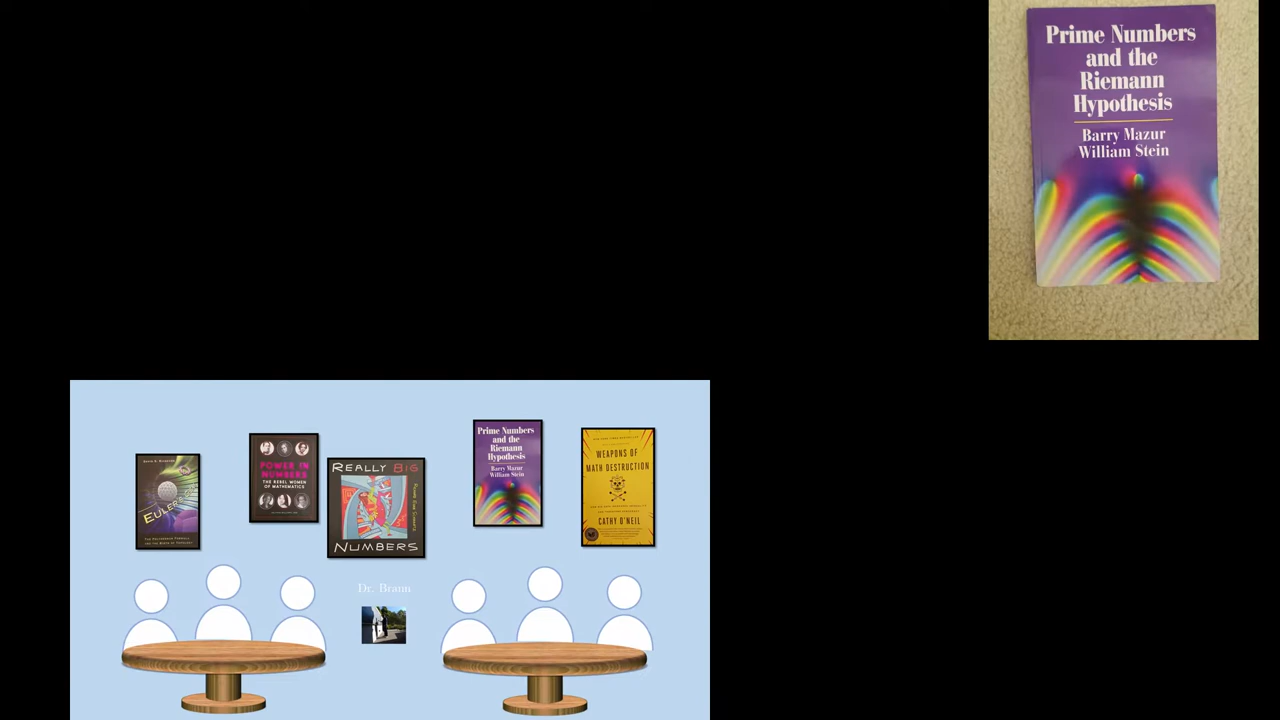 Prime Numbers
and the
Riemann
Hypothesis
Barry Mazur
William Stein
EULER'S
POWER IN
NUMBERS
THE REBEL WOMEN
OF MATHEMATICS
REALLY BIG
NUMBERS
Prime Numbers
and the
Riemann
Hypothesis
Barry Mazur
William Stein
WEAPONS OF
MATH DESTRUCTION
CATHY O'NEIL
Dr. Braun